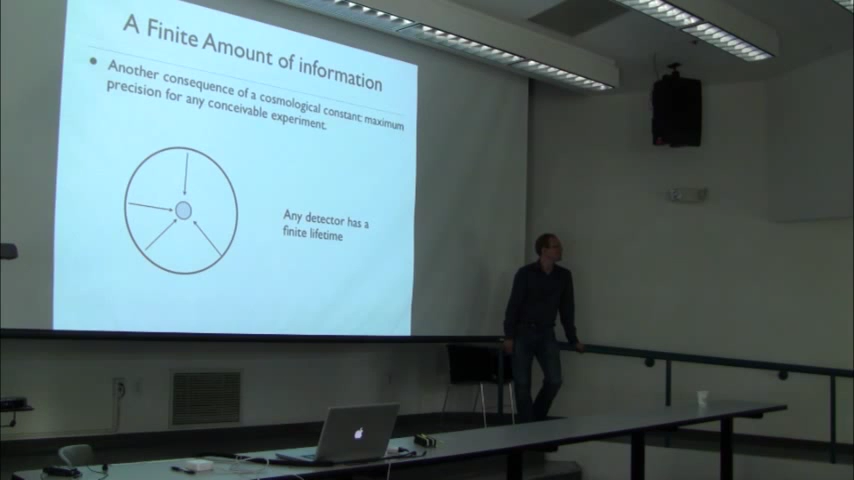 A Finite Amount of information
• Another consequence of a cosmological constant: maximum
precision for any conceivable experiment.
Any detector has a
finite lifetime